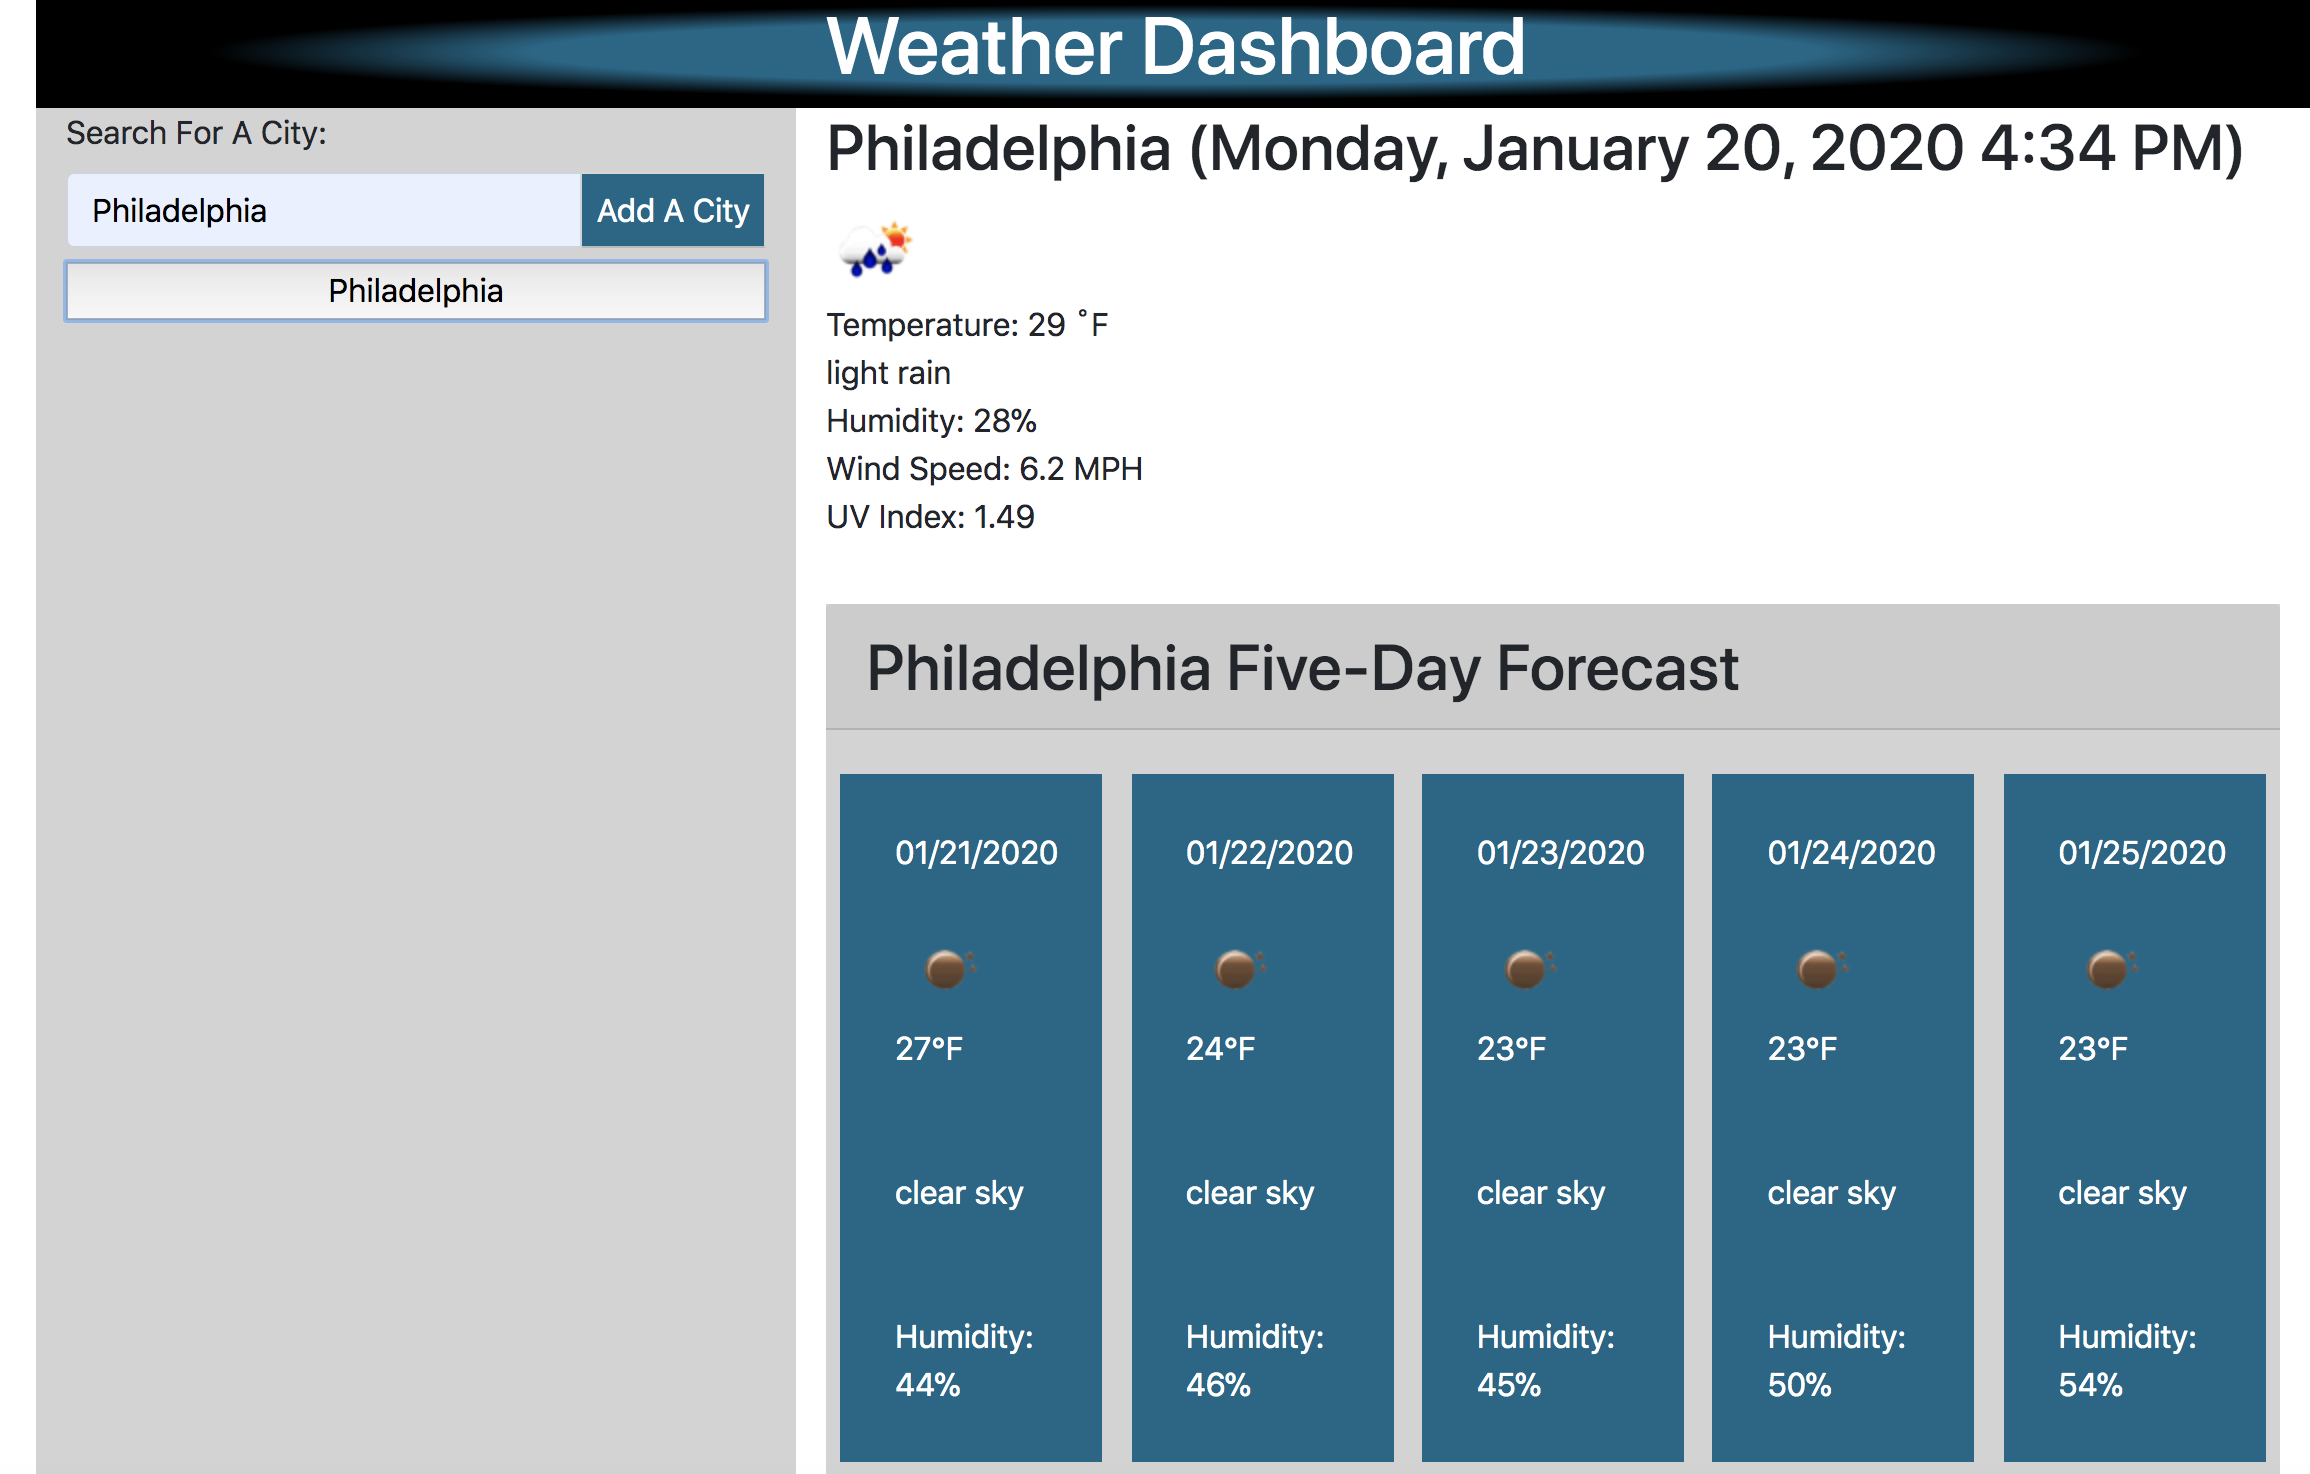 Weather Dashboard
Search For A City:
Philadelphia
Add A City
Philadelphia
Philadelphia (Monday, January 20, 2020 4:34 PM)
Temperature: 29 ˚F
light rain
Humidity: 28%
Wind Speed: 6.2 MPH
UV Index: 1.49
Philadelphia Five-Day Forecast
01/21/2020
27°F
clear sky
Humidity:
44%
01/22/2020
24°F
clear sky
Humidity:
46%
01/23/2020
23°F
clear sky
Humidity:
45%
01/24/2020
23°F
clear sky
Humidity:
50%
01/25/2020
23°F
clear sky
Humidity:
54%